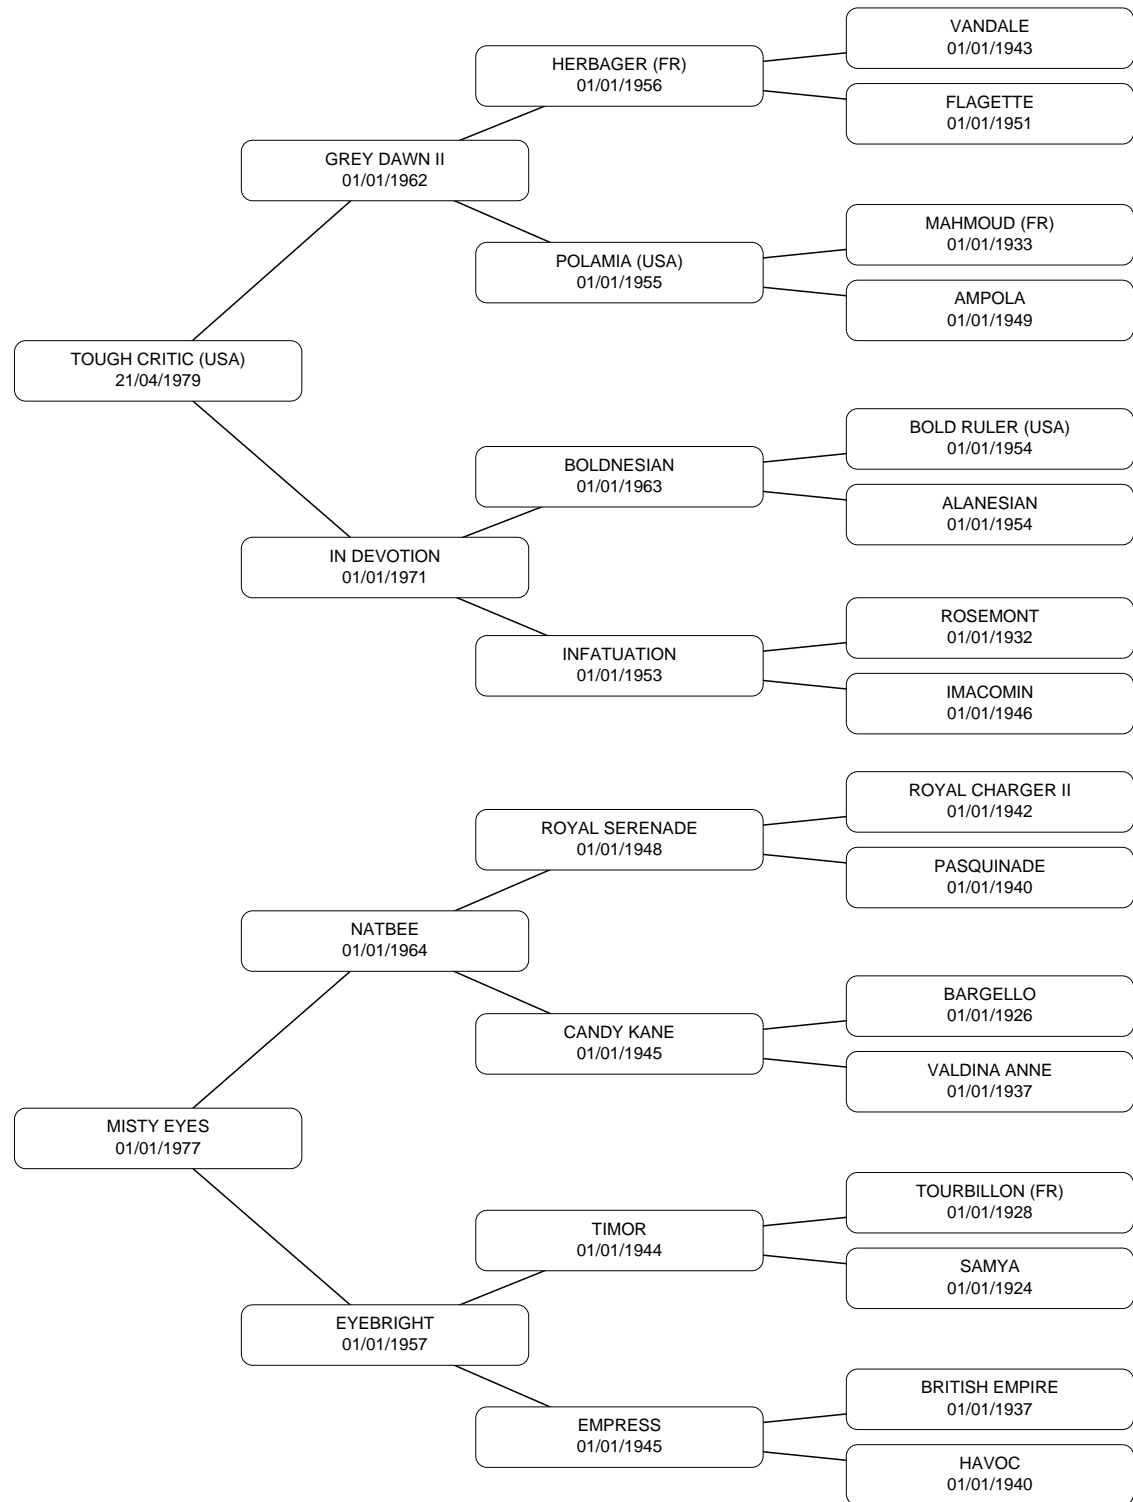 VANDALE
01/01/1943
HERBAGER (FR)
01/01/1956
FLAGETTE
01/01/1951
GREY DAWN II
01/01/1962
MAHMOUD (FR)
01/01/1933
POLAMIA (USA)
01/01/1955
AMPOLA
01/01/1949
TOUGH CRITIC (USA)
21/04/1979
BOLD RULER (USA)
01/01/1954
BOLDNESIAN
01/01/1963
ALANESIAN
01/01/1954
IN DEVOTION
01/01/1971
ROSEMONT
01/01/1932
INFATUATION
01/01/1953
IMACOMIN
01/01/1946
ROYAL CHARGER II
01/01/1942
ROYAL SERENADE
01/01/1948
PASQUINADE
01/01/1940
NATBEE
01/01/1964
BARGELLO
01/01/1926
CANDY KANE
01/01/1945
VALDINA ANNE
01/01/1937
MISTY EYES
01/01/1977
TOURBILLON (FR)
01/01/1928
TIMOR
01/01/1944
SAMYA
01/01/1924
EYEBRIGHT
01/01/1957
BRITISH EMPIRE
01/01/1937
EMPRESS
01/01/1945
HAVOC
01/01/1940